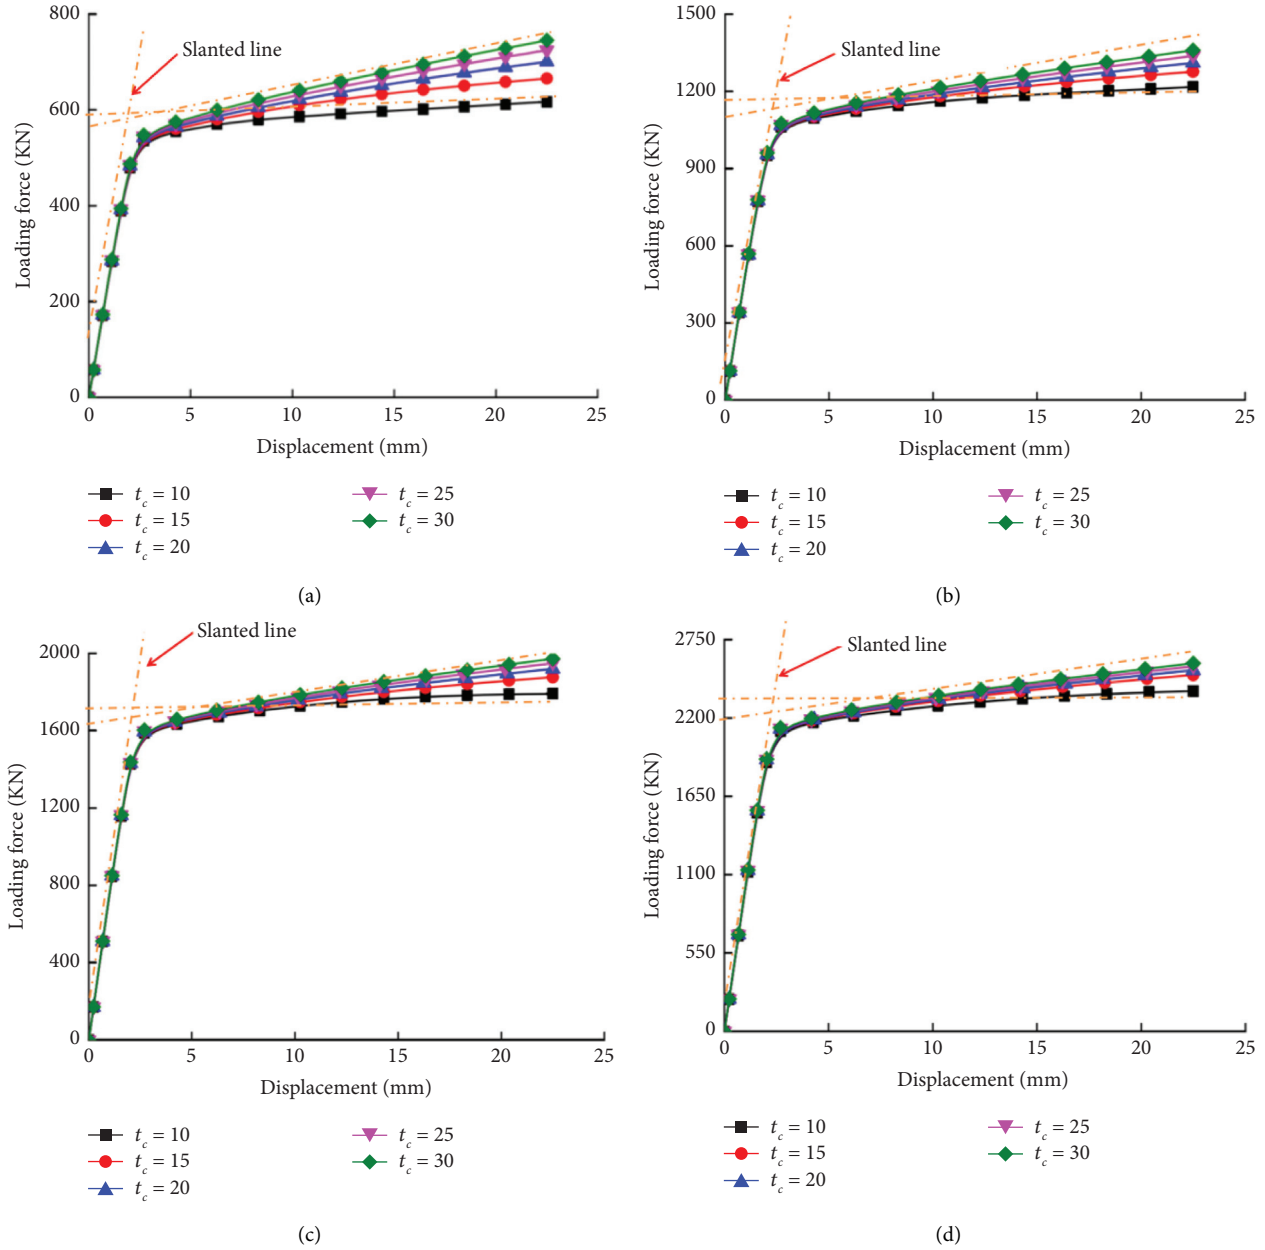 800
600
400
200
0
Loading force (KN)
Slanted line
0 5 10 15 20 25
Displacement (mm)
t_c = 10
t_c = 15
t_c = 20
t_c = 25
t_c = 30
(a)
1500
1200
900
600
300
0
Loading force (KN)
Slanted line
0 5 10 15 20 25
Displacement (mm)
t_c = 10
t_c = 15
t_c = 20
t_c = 25
t_c = 30
(b)
2000
1600
1200
800
400
0
Loading force (KN)
Slanted line
0 5 10 15 20 25
Displacement (mm)
t_c = 10
t_c = 15
t_c = 20
t_c = 25
t_c = 30
(c)
2750
2200
1650
1100
550
0
Loading force (KN)
Slanted line
0 5 10 15 20 25
Displacement (mm)
t_c = 10
t_c = 15
t_c = 20
t_c = 25
t_c = 30
(d)